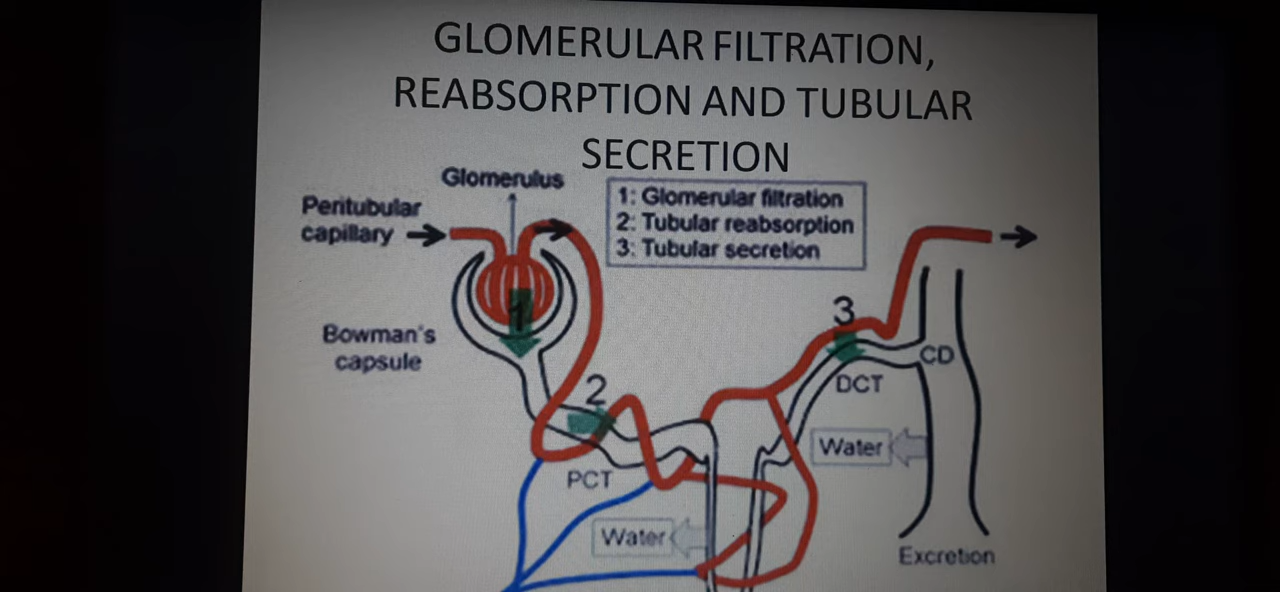 GLOMERULAR FILTRATION,
REABSORPTION AND TUBULAR
SECRETION
Glomerulus
Peritubular
capillary
1: Glomerular filtration
2: Tubular reabsorption
3: Tubular secretion
1
Bowman's
capsule
3
CD
DCT
2
Water
PCT
Water
Excretion